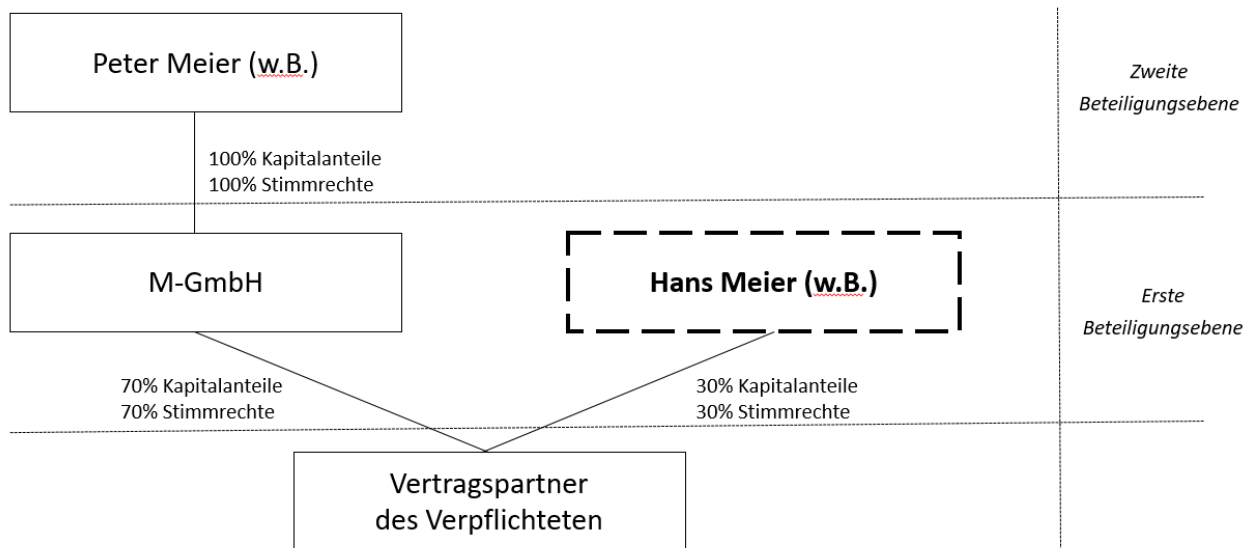 Peter Meier (w.B.)
Zweite
Beteiligungsebene
100% Kapitalanteile
100% Stimmrechte
M-GmbH
Hans Meier (w.B.)
Erste
Beteiligungsebene
70% Kapitalanteile
70% Stimmrechte
30% Kapitalanteile
30% Stimmrechte
Vertragspartner
des Verpflichteten